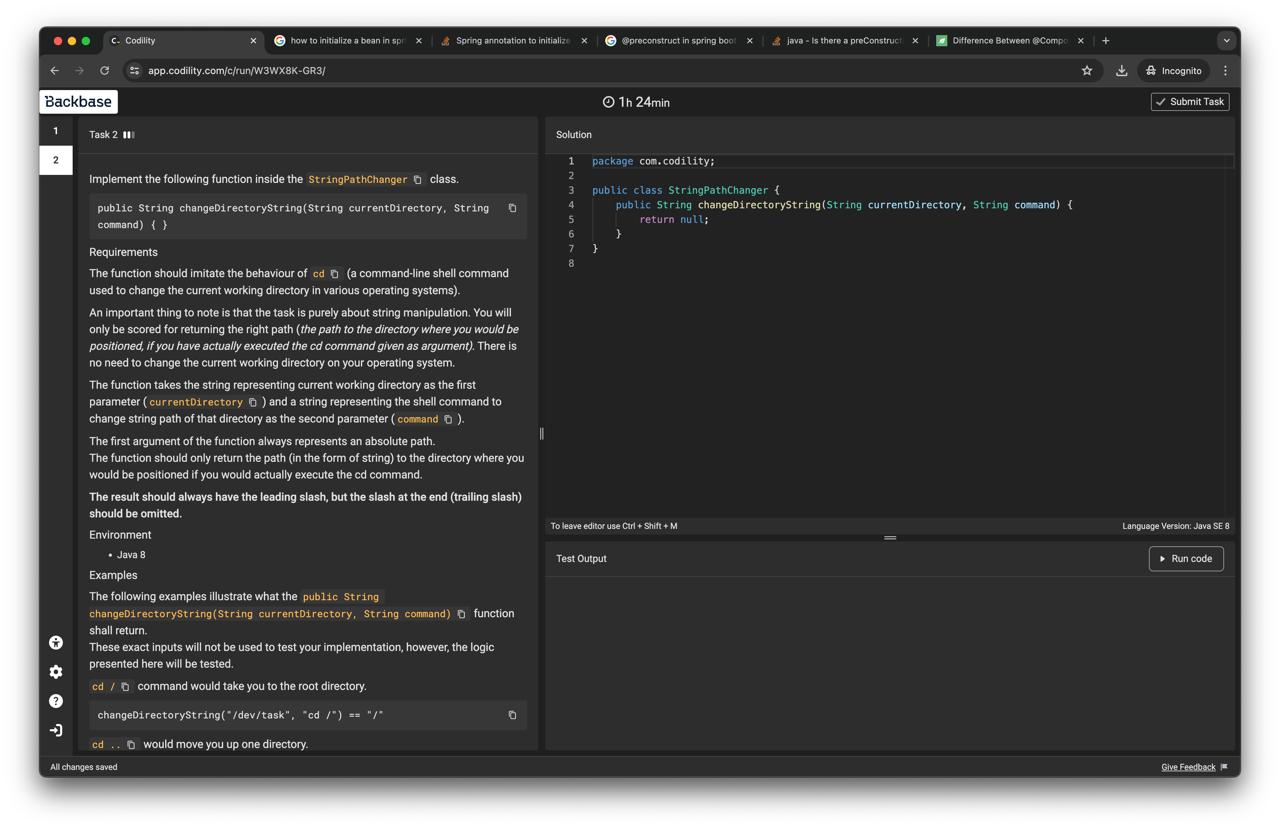 Codility
how to initialize a bean in spri
Spring annotation to initialize
@preconstruct in spring boot
java - Is there a preConstruct
Difference Between @Compo
app.codility.com/c/run/W3WX8K-GR3/
Incognito
Backbase
1h 24min
Submit Task
1
2
Task 2
Implement the following function inside the StringPathChanger class.
public String changeDirectoryString(String currentDirectory, String
command) { }
Requirements
The function should imitate the behaviour of cd (a command-line shell command
used to change the current working directory in various operating systems).
An important thing to note is that the task is purely about string manipulation. You will
only be scored for returning the right path (the path to the directory where you would be
positioned, if you have actually executed the cd command given as argument). There is
no need to change the current working directory on your operating system.
The function takes the string representing current working directory as the first
parameter ( currentDirectory ) and a string representing the shell command to
change string path of that directory as the second parameter ( command ).
The first argument of the function always represents an absolute path.
The function should only return the path (in the form of string) to the directory where you
would be positioned if you would actually execute the cd command.
The result should always have the leading slash, but the slash at the end (trailing slash)
should be omitted.
Environment
• Java 8
Examples
The following examples illustrate what the public String
changeDirectoryString(String currentDirectory, String command) function
shall return.
These exact inputs will not be used to test your implementation, however, the logic
presented here will be tested.
cd / command would take you to the root directory.
changeDirectoryString("/dev/task", "cd /") == "/"
cd .. would move you up one directory.
Solution
1 package com.codility;
2
3 public class StringPathChanger {
4 public String changeDirectoryString(String currentDirectory, String command) {
5 return null;
6 }
7 }
8
To leave editor use Ctrl + Shift + M
Language Version: Java SE 8
Test Output
Run code
All changes saved
Give Feedback